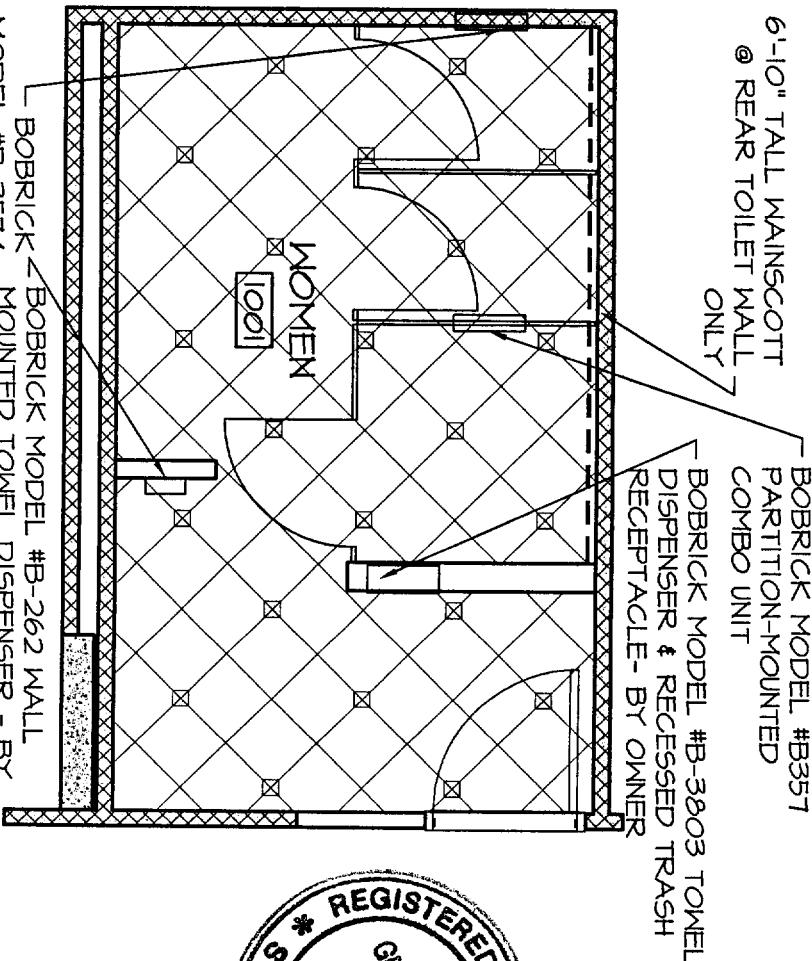 6'-10" TALL WAINSCOTT
@ REAR TOILET WALL
ONLY
BOBRICK MODEL #B357
PARTITION-MOUNTED
COMBO UNIT
BOBRICK MODEL #B-3803 TOWEL
DISPENSER & RECESSED TRASH
RECEPTACLE- BY OWNER
WOMEN
1001
BOBRICK MODEL #B-262 WALL
MOUNTED TOWEL DISPENSER - BY
BOBRICK
MODEL
REGISTERED